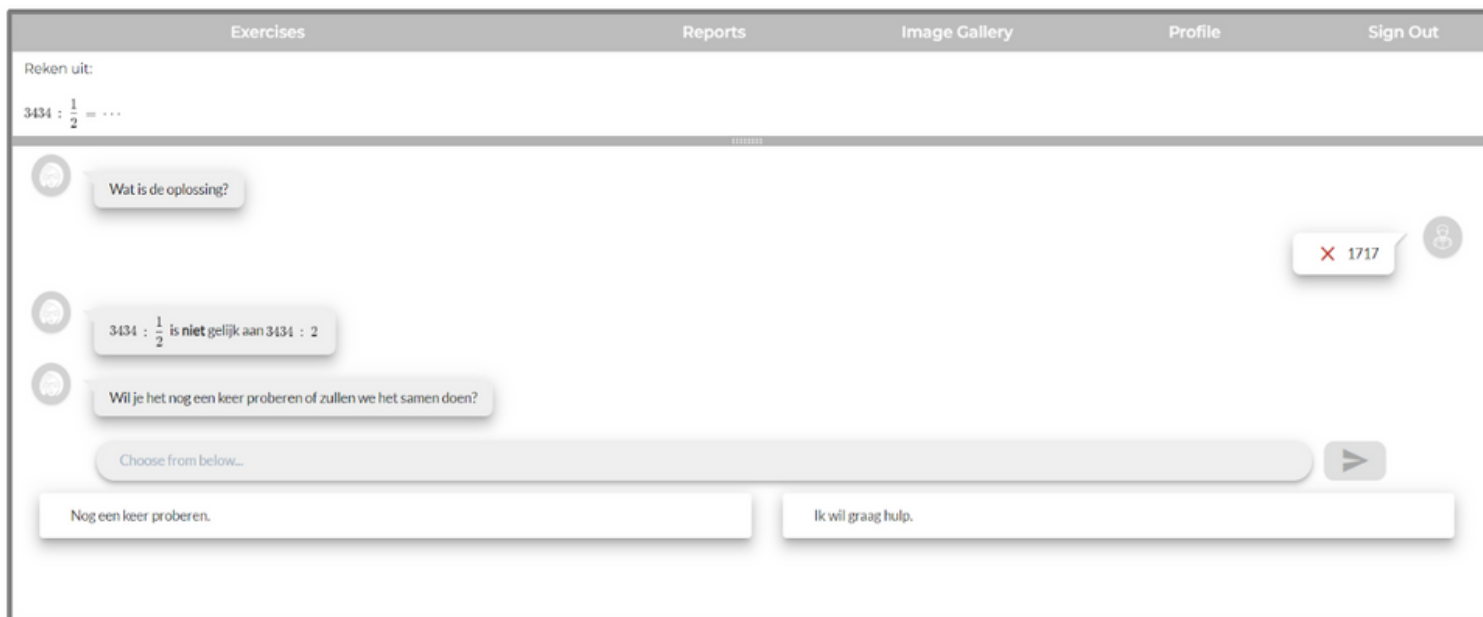 Exercises Reports Image Gallery Profile Sign Out
Reken uit:
3434 : 1/2 = ...
Wat is de oplossing?
1717
3434 : 1/2 is niet gelijk aan 3434 : 2
Wil je het nog een keer proberen of zullen we het samen doen?
Choose from below...
Nog een keer proberen. Ik wil graag hulp.